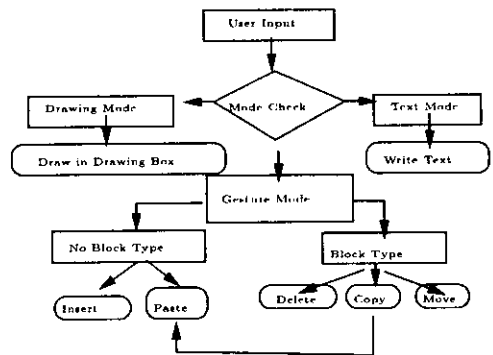 User Input
Mode Check
Drawing Mode
Text Mode
Draw in Drawing Box
Write Text
Gesture Mode
No Block Type
Block Type
Insert
Paste
Delete
Copy
Move